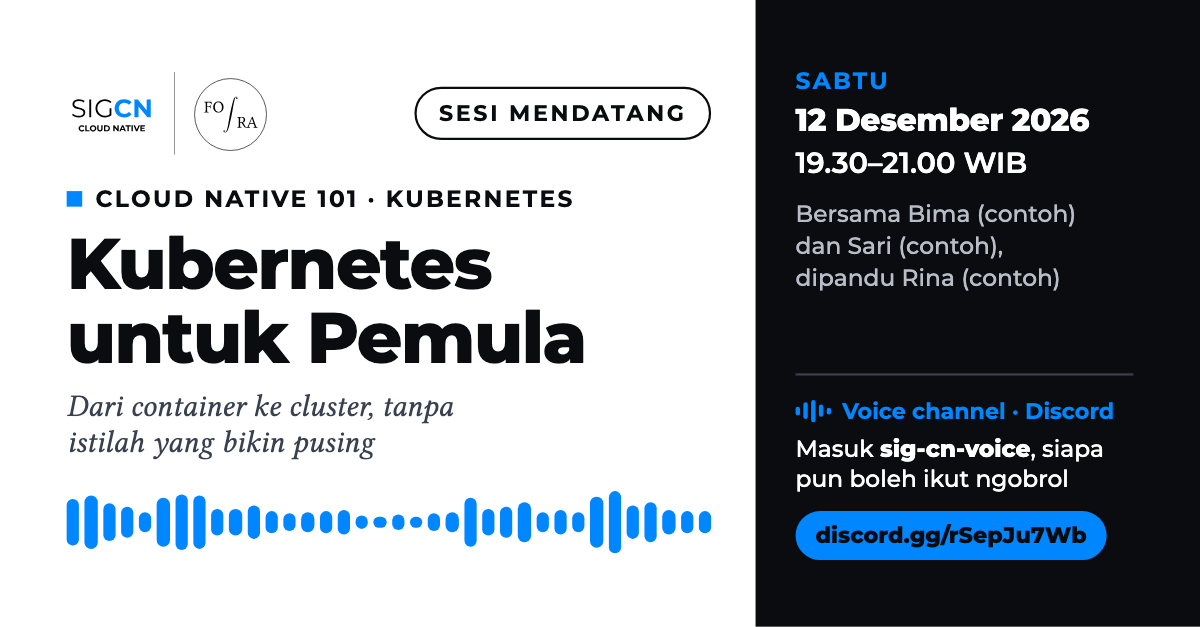 SIGCN
CLOUD NATIVE
FO RA
SESI MENDATANG
CLOUD NATIVE 101 · KUBERNETES
Kubernetes
untuk Pemula
Dari container ke cluster, tanpa
istilah yang bikin pusing
SABTU
12 Desember 2026
19.30–21.00 WIB
Bersama Bima (contoh)
dan Sari (contoh),
dipandu Rina (contoh)
Voice channel · Discord
Masuk sig-cn-voice, siapa
pun boleh ikut ngobrol
discord.gg/rSepJu7Wb